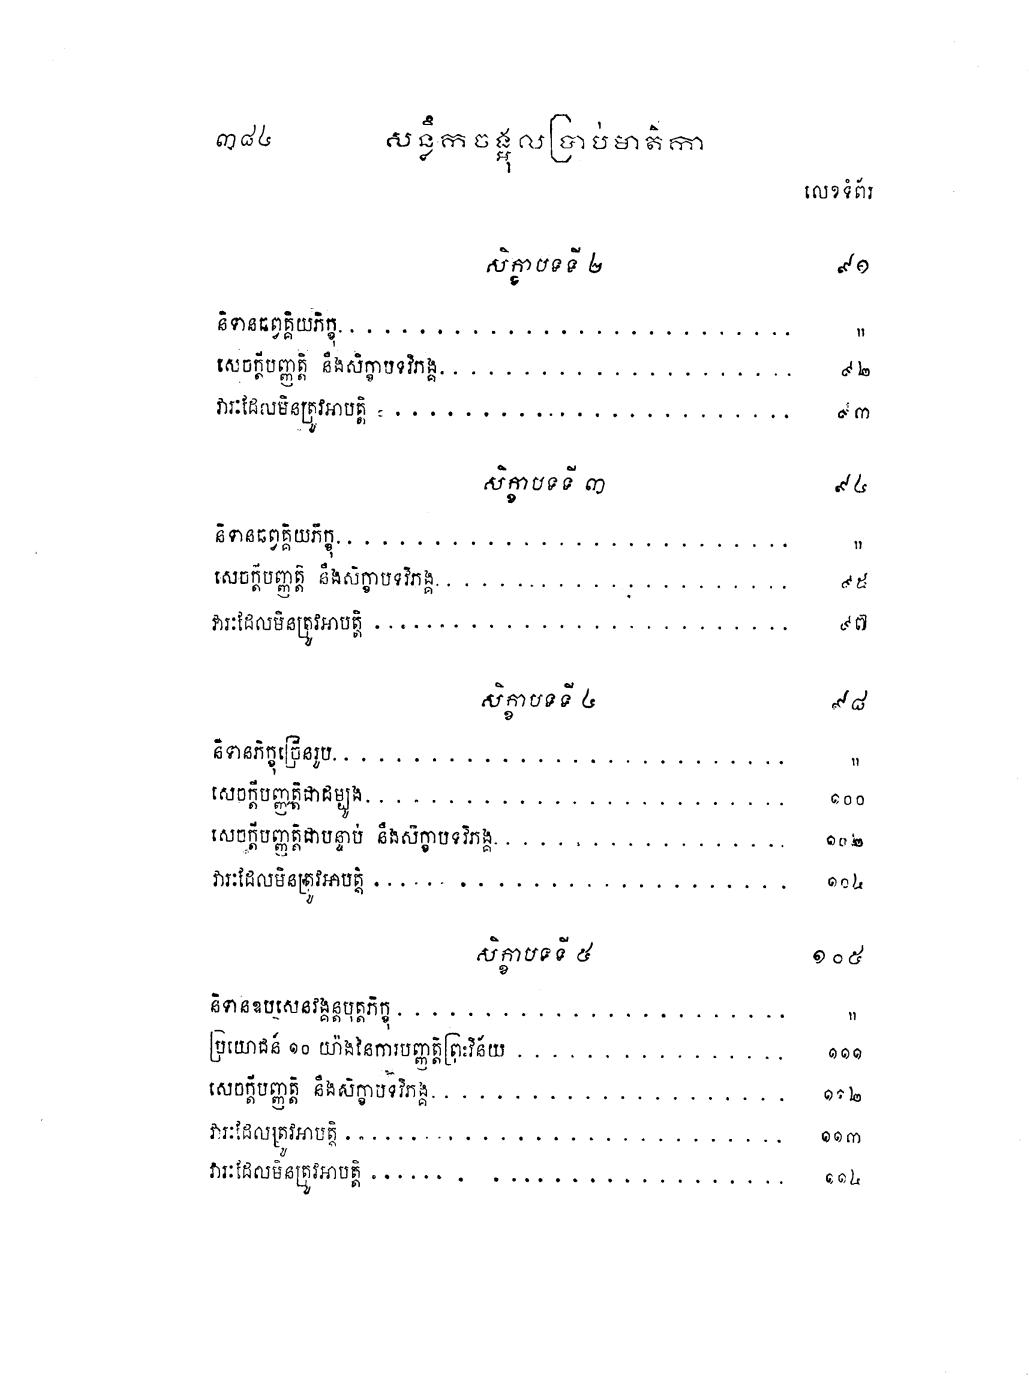 ៣៨៤ សន្លឹកចង្អុលប្រាប់មាតិកា
លេខទំព័រ
សិក្ខាបទទី ២ ៩១
និទានឆព្វគ្គិយភិក្ខុ. . . . . . . . . . . . . . . . . . . . . . . . . . ៕
សេចក្តីបញ្ញត្តិ នឹងសិក្ខាបទវិភង្គ. . . . . . . . . . . . . . . . . . . . . ៩២
វារៈដែលមិនត្រូវអាបត្តិ : . . . . . . . . . . . . . . . . . . . . . . . . ៩៣
សិក្ខាបទទី ៣ ៩៤
និទានឆព្វគ្គិយភិក្ខុ. . . . . . . . . . . . . . . . . . . . . . . . . . "
សេចក្តីបញ្ញត្តិ នឹងសិក្ខាបទវិភង្គ. . . . . . . . . . . . . . . . . . . . . ៩៥
វារៈដែលមិនត្រូវអាបត្តិ . . . . . . . . . . . . . . . . . . . . . . . . . ៩៧
សិក្ខាបទទី ៤ ៩៨
និទានភិក្ខុច្រើនរូប. . . . . . . . . . . . . . . . . . . . . . . . . . "
សេចក្តីបញ្ញត្តិជាដម្បូង. . . . . . . . . . . . . . . . . . . . . . . . ១០០
សេចក្តីបញ្ញត្តិជាបន្ទាប់ នឹងសិក្ខាបទវិភង្គ. . . . . . . . . . . . . . . . . ១០២
វារៈដែលមិនត្រូវអាបត្តិ . . . . . . . . . . . . . . . . . . . . . . . . ១០៤
សិក្ខាបទទី ៥ ១០៥
និទានឧបសេនវង្គន្តបុត្តភិក្ខុ . . . . . . . . . . . . . . . . . . . . . . . "
ប្រយោជន៍ ១០ យ៉ាងនៃការបញ្ញត្តិព្រះវិន័យ . . . . . . . . . . . . . . . . ១១១
សេចក្តីបញ្ញត្តិ នឹងសិក្ខាបទវិភង្គ. . . . . . . . . . . . . . . . . . . . . ១១២
វារៈដែលត្រូវអាបត្តិ . . . . . . . . . . . . . . . . . . . . . . . . . . ១១៣
វារៈដែលមិនត្រូវអាបត្តិ . . . . . . . . . . . . . . . . . . . . . . . . ១១៤